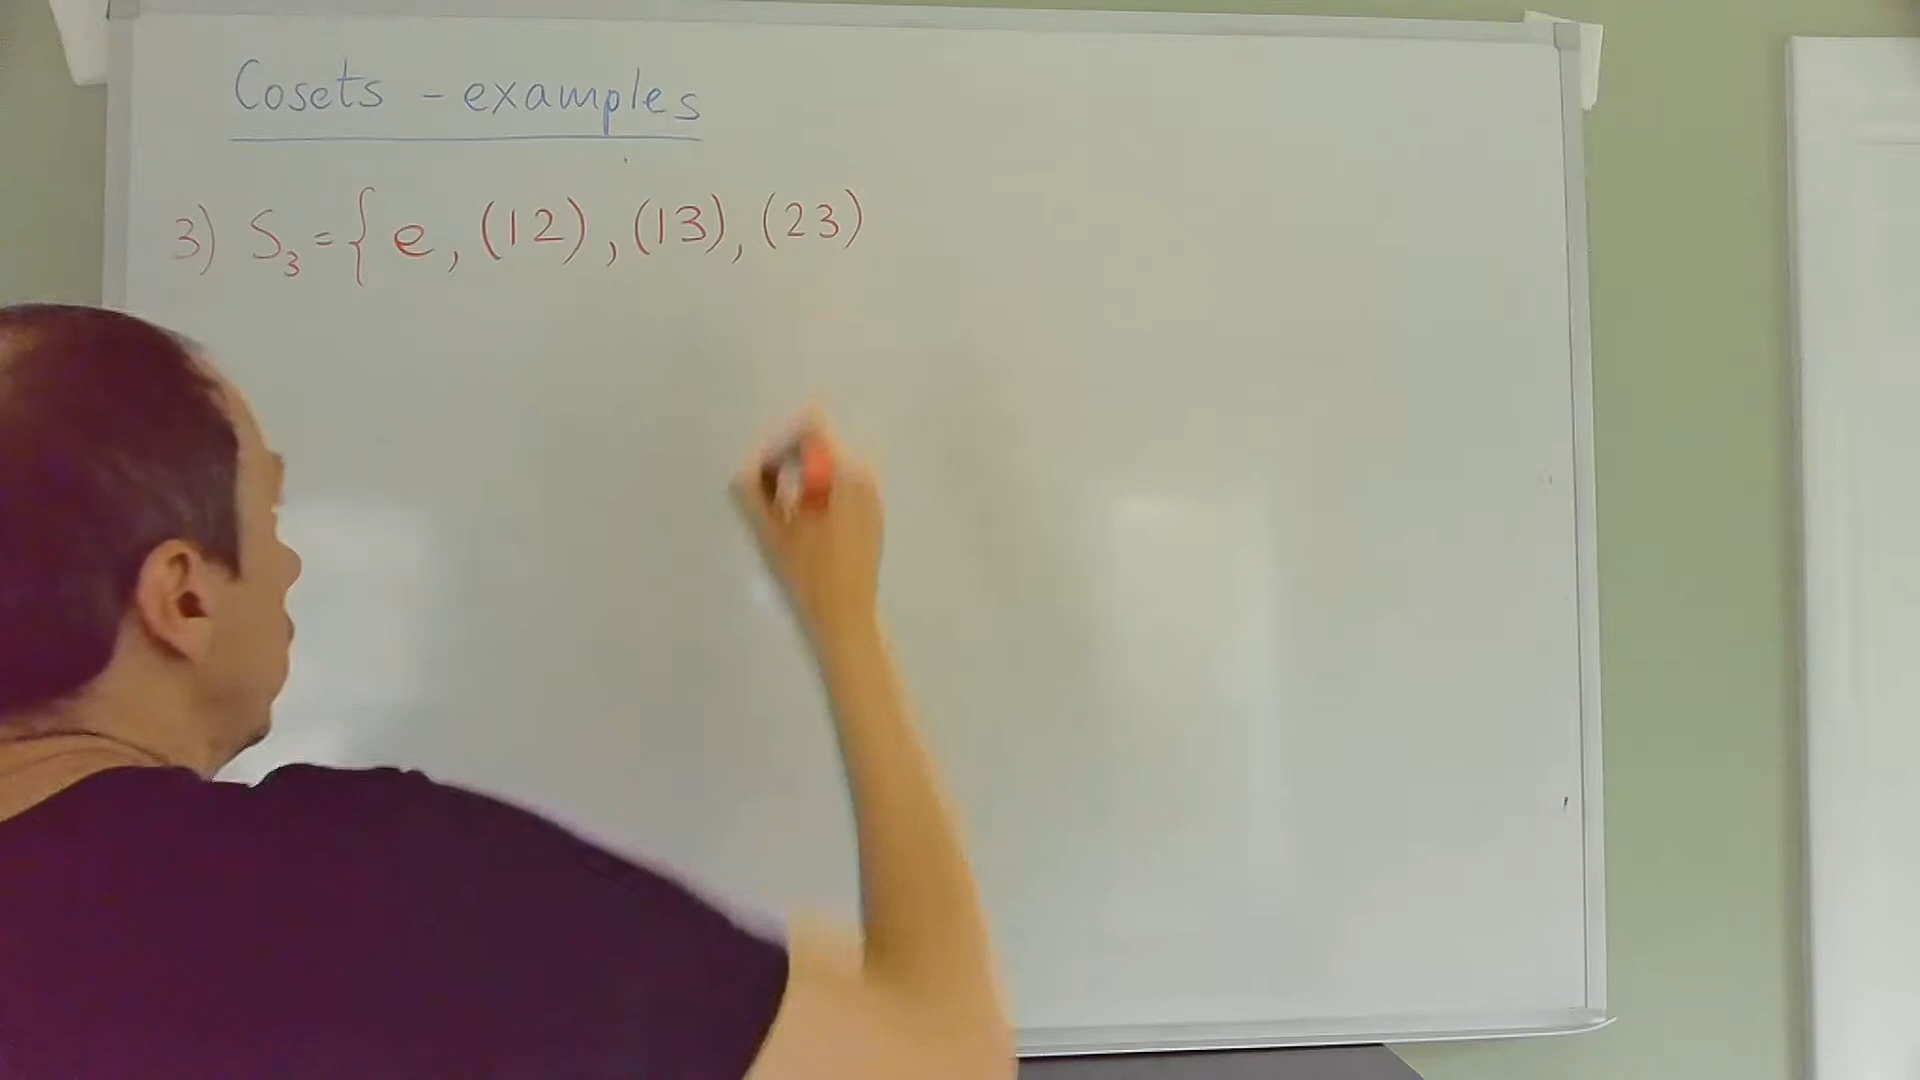 Cosets - examples
3) S₃ = { e, (12), (13), (23)